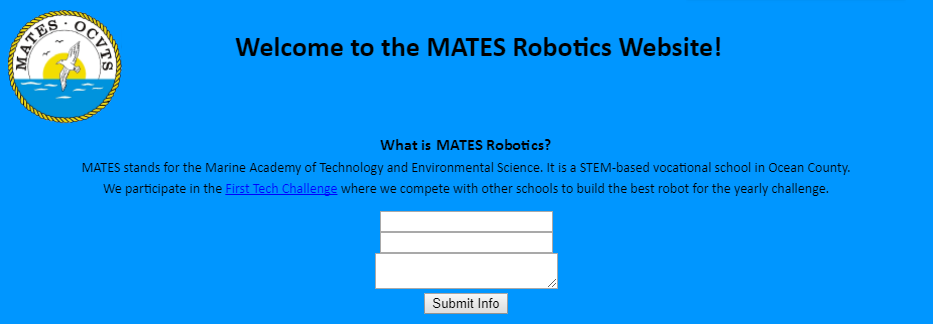 MATES · OCVTS
Welcome to the MATES Robotics Website!
What is MATES Robotics?
MATES stands for the Marine Academy of Technology and Environmental Science. It is a STEM-based vocational school in Ocean County.
We participate in the First Tech Challenge where we compete with other schools to build the best robot for the yearly challenge.
Submit Info